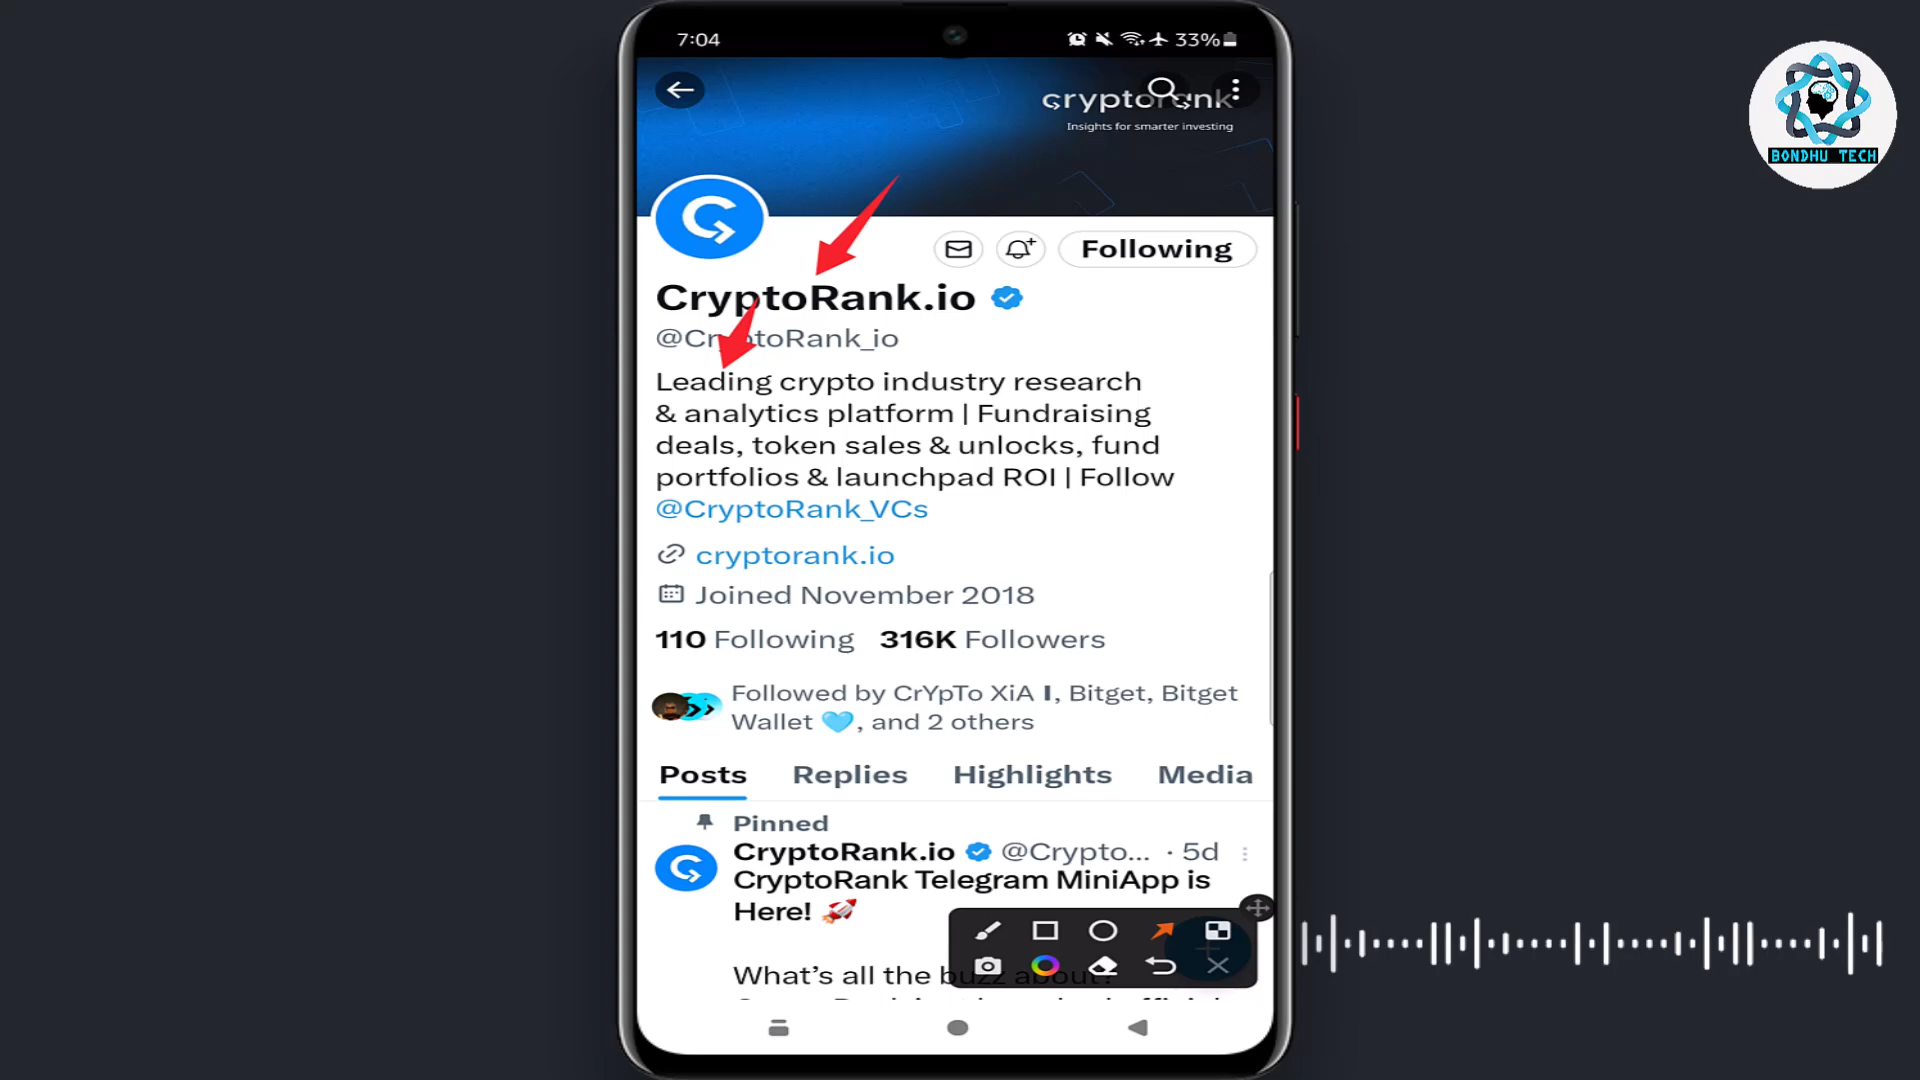 7:04
33%
cryptorank
Insights for smarter investing
BONDHU TECH
Following
CryptoRank.io
@CryptoRank_io
Leading crypto industry research
& analytics platform | Fundraising
deals, token sales & unlocks, fund
portfolios & launchpad ROI | Follow
@CryptoRank_VCs
cryptorank.io
Joined November 2018
110 Following 316K Followers
Followed by CrYpTo XiA I, Bitget, Bitget
Wallet 🩵, and 2 others
Posts Replies Highlights Media
Pinned
CryptoRank.io @Crypto... · 5d
CryptoRank Telegram MiniApp is
Here! 🚀
What's all the buzz about?